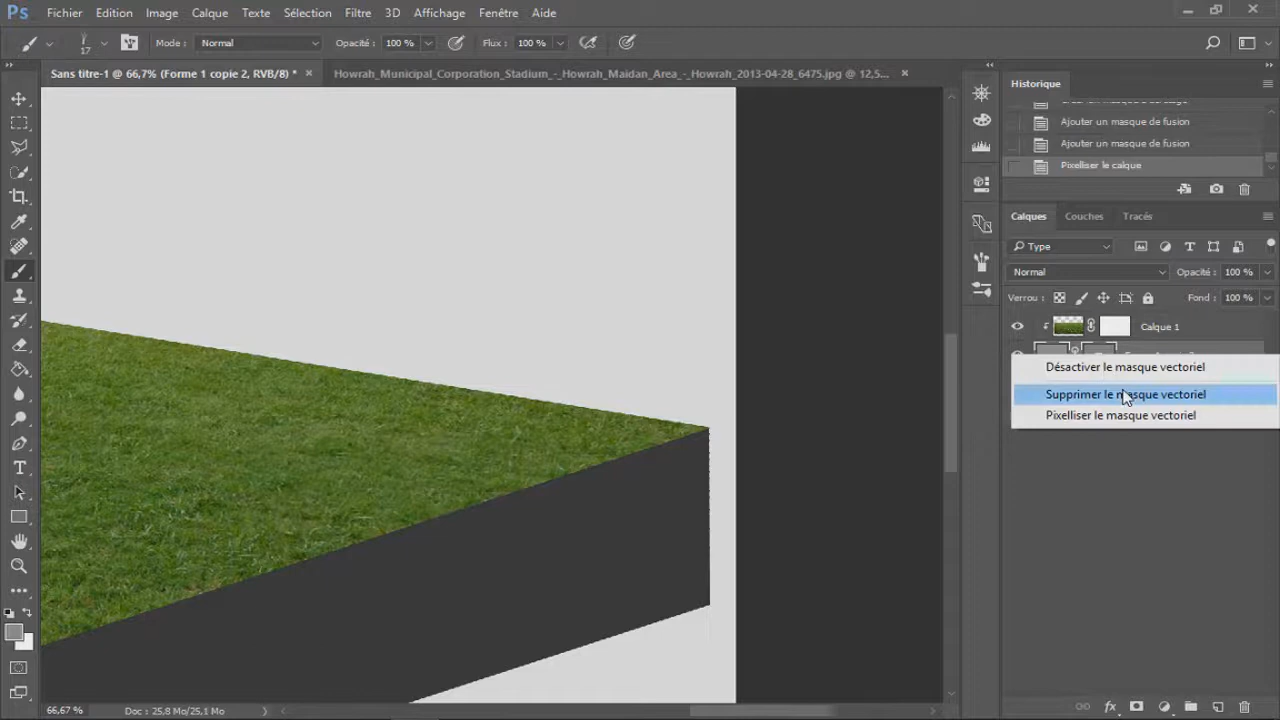 Ps Fichier Edition Image Calque Texte Sélection Filtre 3D Affichage Fenêtre Aide
17 Mode : Normal Opacité : 100 % Flux : 100 %
Sans titre-1 @ 66,7% (Forme 1 copie 2, RVB/8) * Howrah_Municipal_Corporation_Stadium_-_Howrah_Maidan_Area_-_Howrah_2013-04-28_6475.jpg @ 12,5...
Historique
Ajouter un masque de fusion
Ajouter un masque de fusion
Pixelliser le calque
Calques Couches Tracés
Type
Normal Opacité : 100 %
Verrou : Fond : 100 %
Calque 1
Désactiver le masque vectoriel
Supprimer le masque vectoriel
Pixelliser le masque vectoriel
66,67 % Doc : 25,8 Mo/25,1 Mo